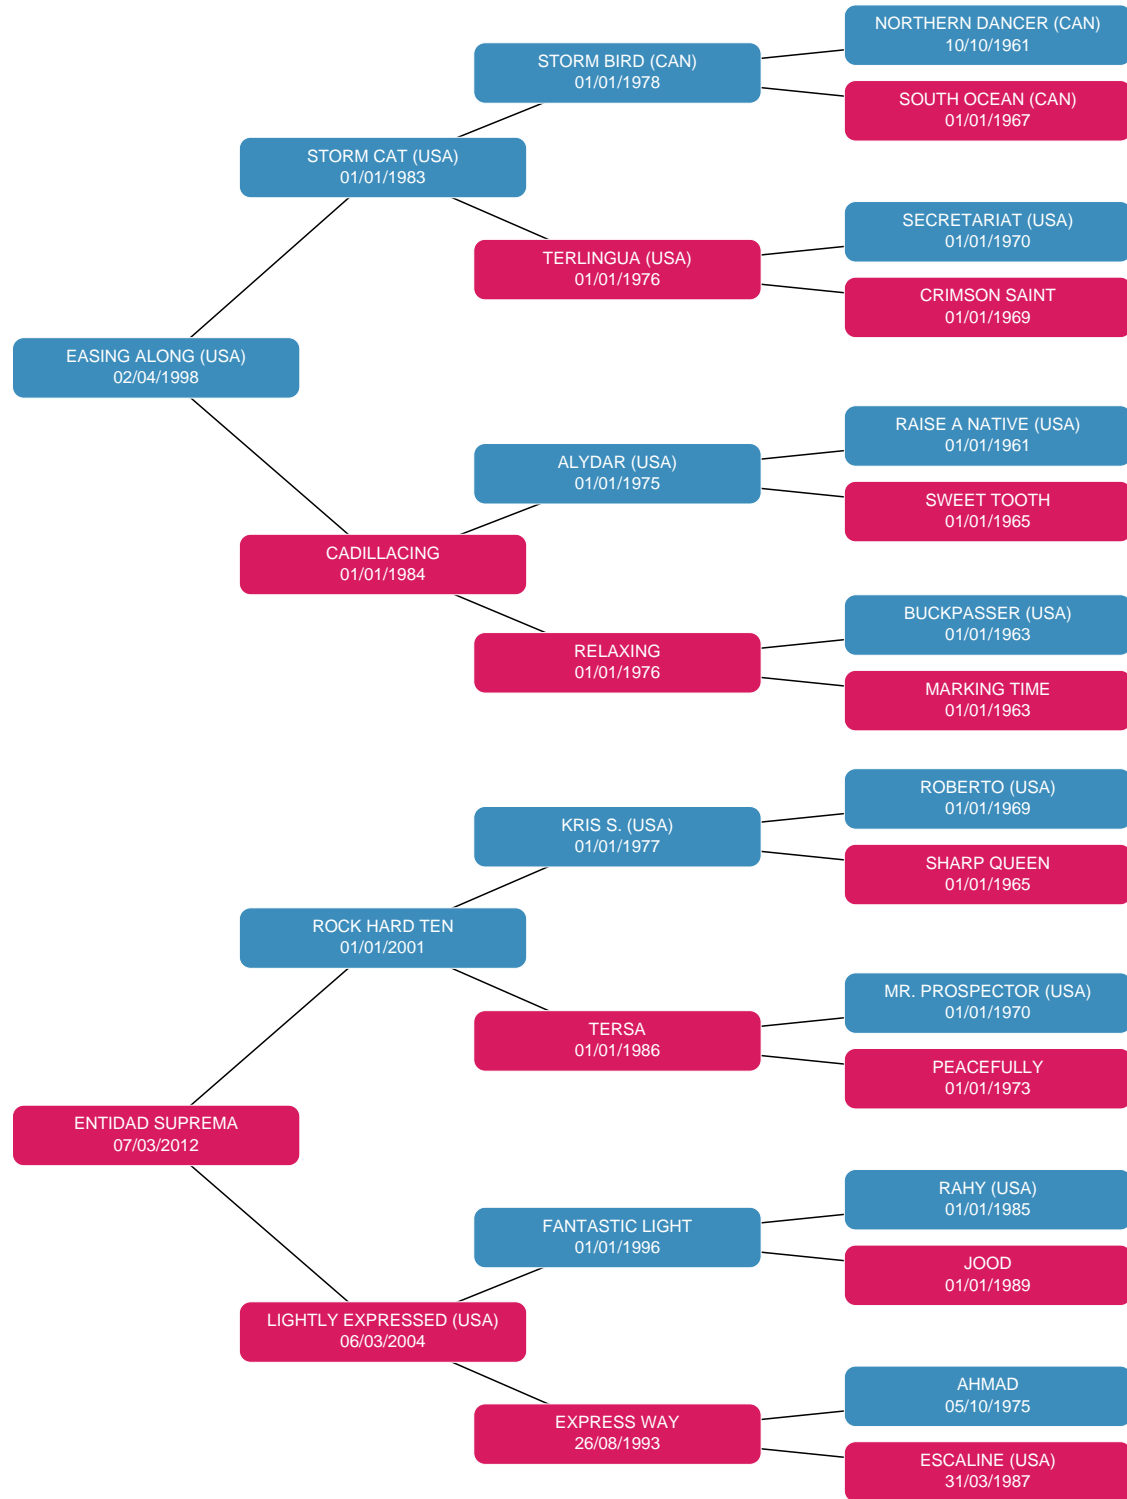 NORTHERN DANCER (CAN)
10/10/1961
STORM BIRD (CAN)
01/01/1978
SOUTH OCEAN (CAN)
01/01/1967
STORM CAT (USA)
01/01/1983
SECRETARIAT (USA)
01/01/1970
TERLINGUA (USA)
01/01/1976
CRIMSON SAINT
01/01/1969
EASING ALONG (USA)
02/04/1998
RAISE A NATIVE (USA)
01/01/1961
ALYDAR (USA)
01/01/1975
SWEET TOOTH
01/01/1965
CADILLACING
01/01/1984
BUCKPASSER (USA)
01/01/1963
RELAXING
01/01/1976
MARKING TIME
01/01/1963
ROBERTO (USA)
01/01/1969
KRIS S. (USA)
01/01/1977
SHARP QUEEN
01/01/1965
ROCK HARD TEN
01/01/2001
MR. PROSPECTOR (USA)
01/01/1970
TERSA
01/01/1986
PEACEFULLY
01/01/1973
ENTIDAD SUPREMA
07/03/2012
RAHY (USA)
01/01/1985
FANTASTIC LIGHT
01/01/1996
JOOD
01/01/1989
LIGHTLY EXPRESSED (USA)
06/03/2004
AHMAD
05/10/1975
EXPRESS WAY
26/08/1993
ESCALINE (USA)
31/03/1987